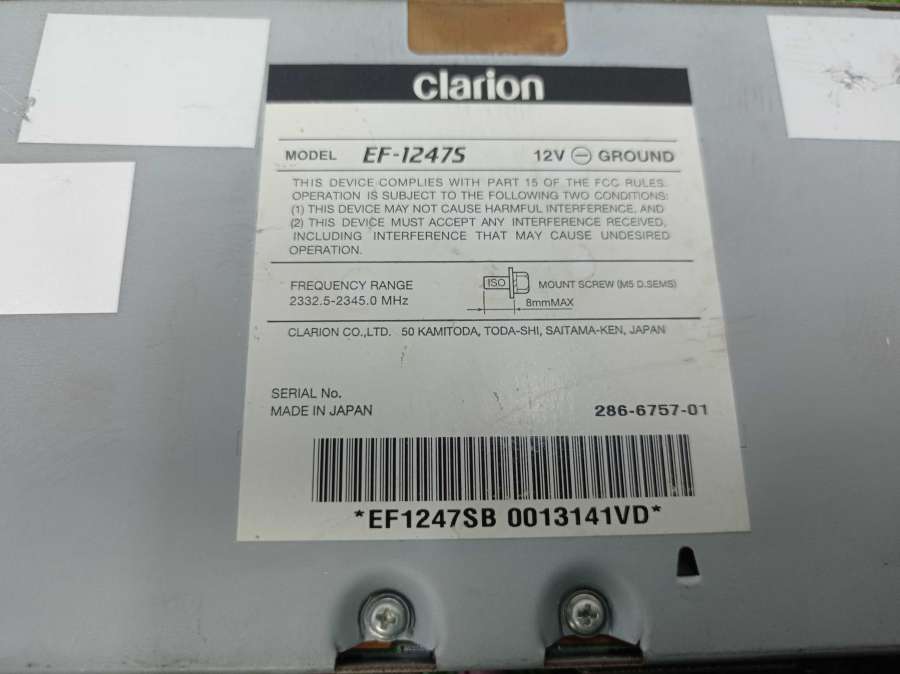 clarion
MODEL EF-1247S 12V ⊖ GROUND
THIS DEVICE COMPLIES WITH PART 15 OF THE FCC RULES.
OPERATION IS SUBJECT TO THE FOLLOWING TWO CONDITIONS:
(1) THIS DEVICE MAY NOT CAUSE HARMFUL INTERFERENCE, AND
(2) THIS DEVICE MUST ACCEPT ANY INTERFERENCE RECEIVED,
INCLUDING INTERFERENCE THAT MAY CAUSE UNDESIRED
OPERATION.
FREQUENCY RANGE
2332.5-2345.0 MHz
ISO
MOUNT SCREW (M5 D.SEMS)
8mmMAX
CLARION CO.,LTD. 50 KAMITODA, TODA-SHI, SAITAMA-KEN, JAPAN
SERIAL No.
MADE IN JAPAN 286-6757-01
*EF1247SB 0013141VD*